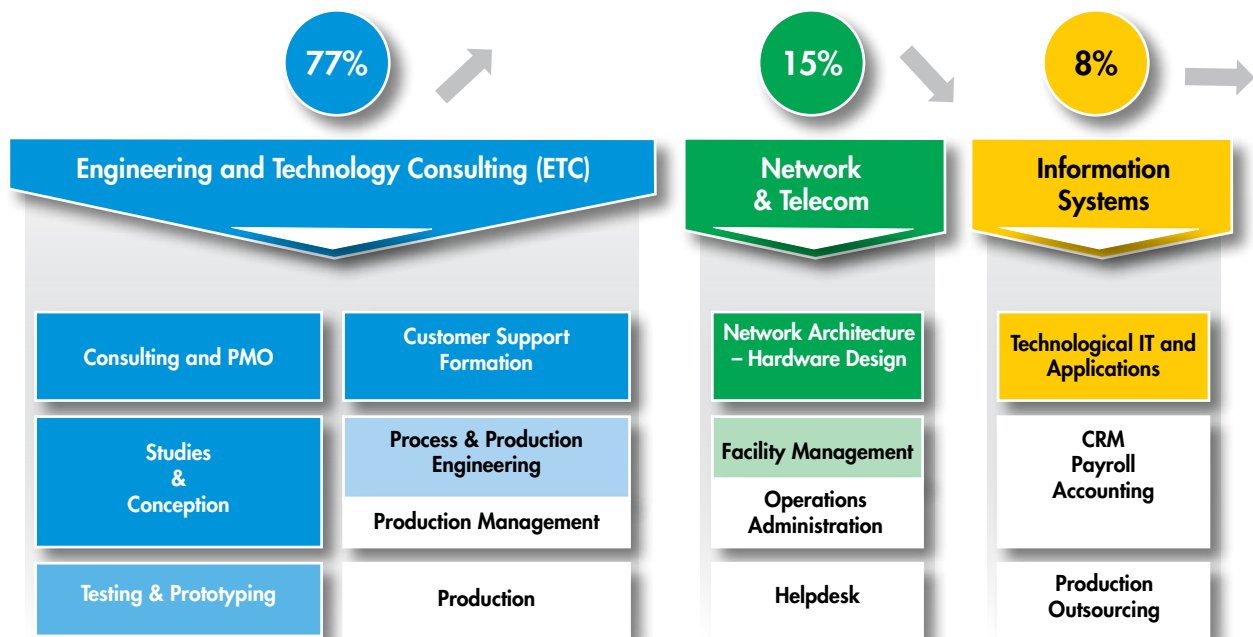 77%
15%
8%
Engineering and Technology Consulting (ETC)
Network
& Telecom
Information
Systems
Consulting and PMO
Customer Support
Formation
Network Architecture
– Hardware Design
Technological IT and
Applications
Studies
&
Conception
Process & Production
Engineering
Production Management
Facility Management
Operations
Administration
CRM
Payroll
Accounting
Testing & Prototyping
Production
Helpdesk
Production
Outsourcing